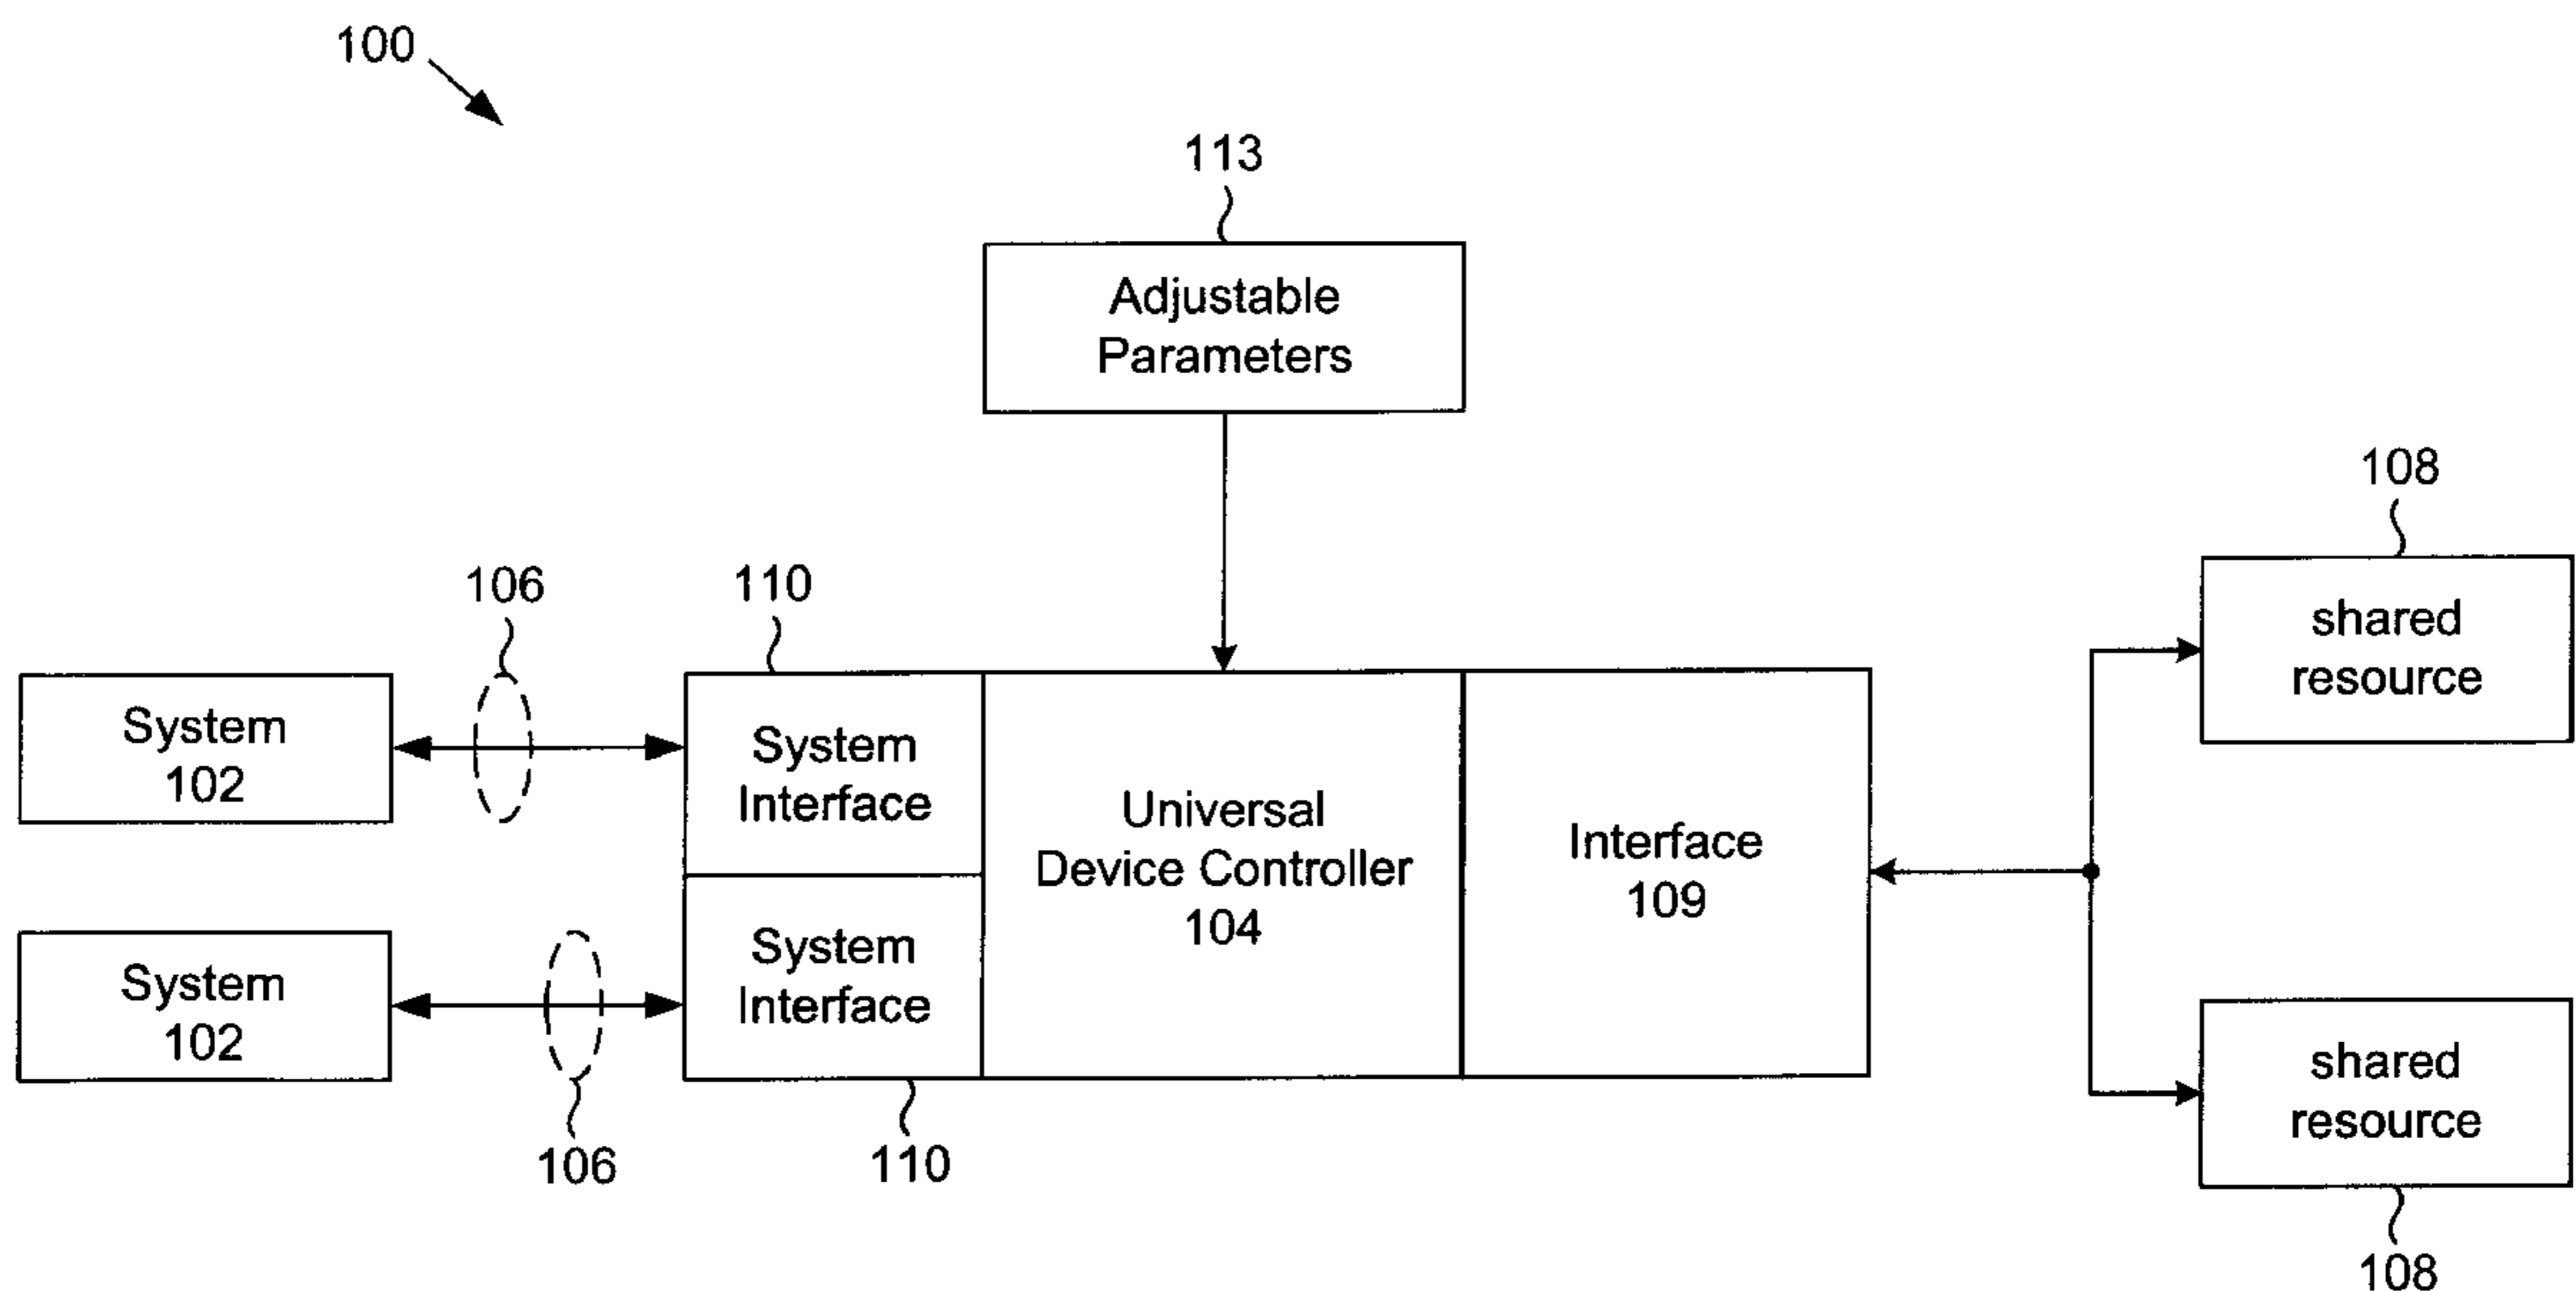 100
113
Adjustable
Parameters
108
shared
resource
106
110
System
102
System
Interface
Universal
Device Controller
104
Interface
109
System
102
System
Interface
shared
resource
106
110
108